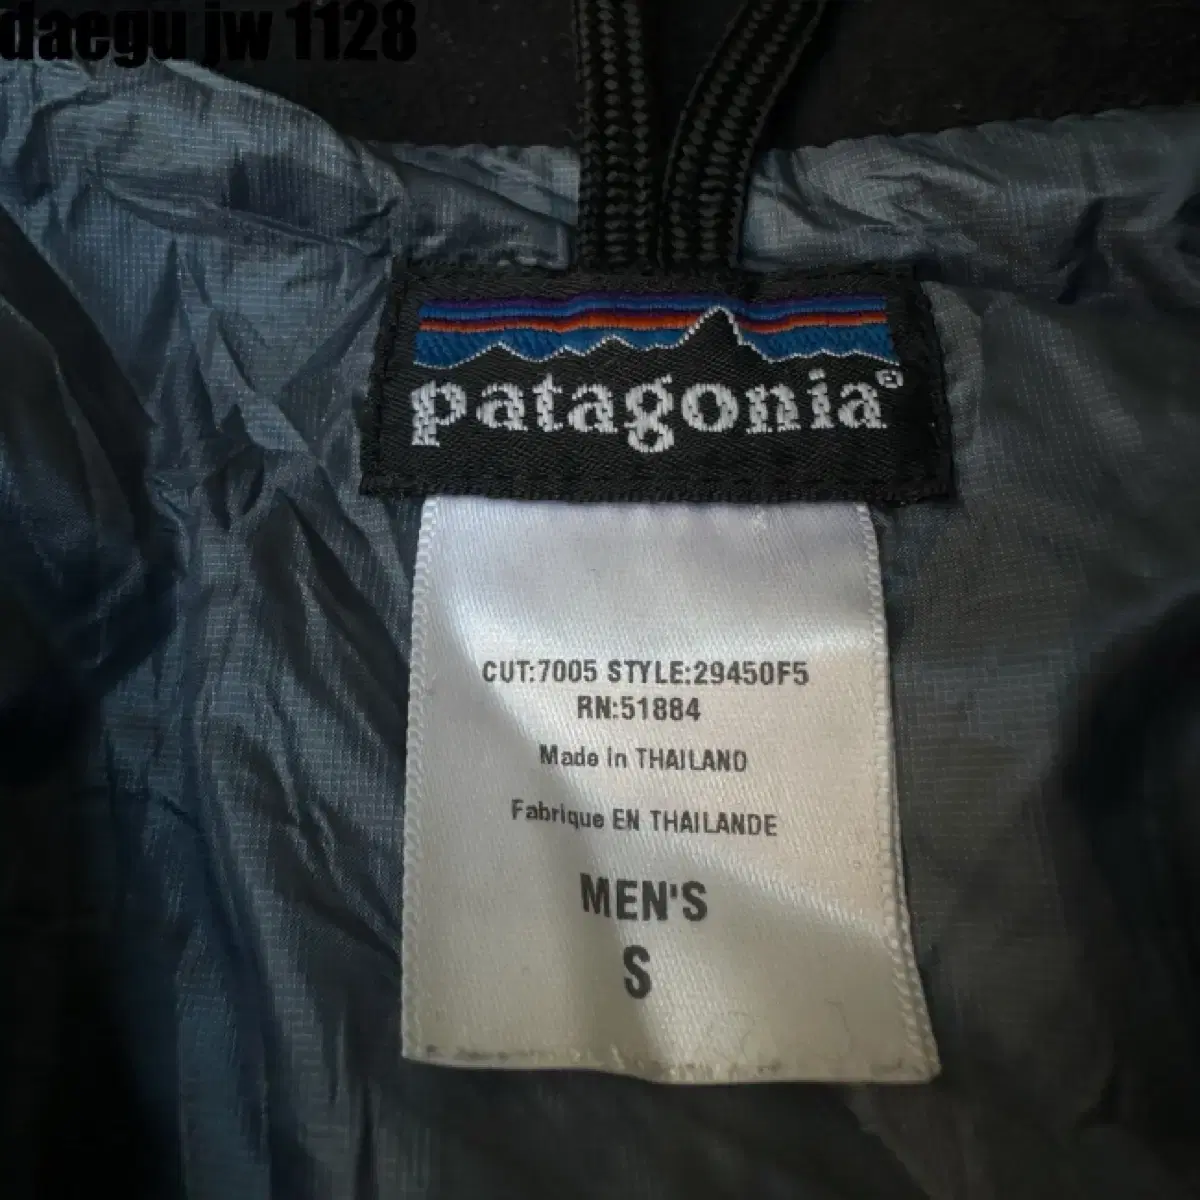 daegu jw 1128
patagonia®
CUT:7005 STYLE:29450F5
RN:51884
Made in THAILAND
Fabrique EN THAILANDE
MEN'S
S